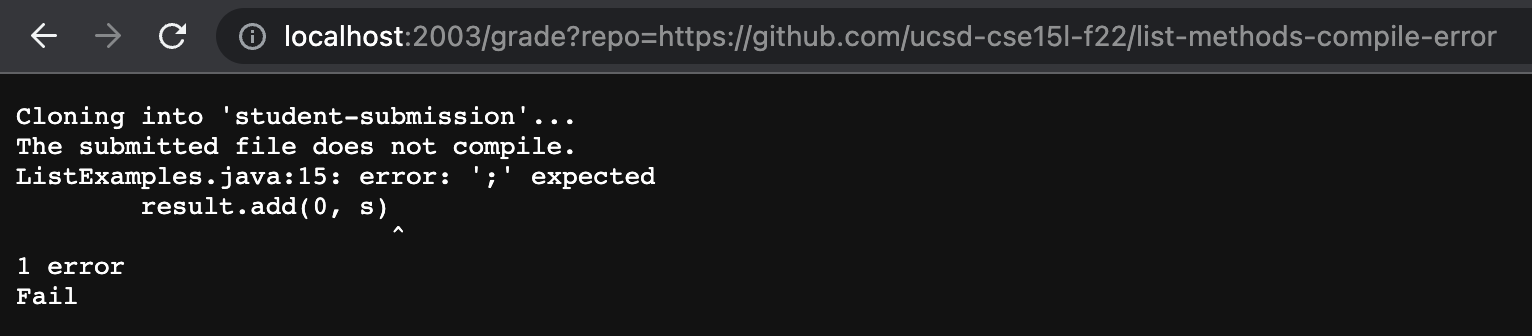 localhost:2003/grade?repo=https://github.com/ucsd-cse15l-f22/list-methods-compile-error
Cloning into 'student-submission'...
The submitted file does not compile.
ListExamples.java:15: error: ';' expected
        result.add(0, s)
                        ^
1 error
Fail